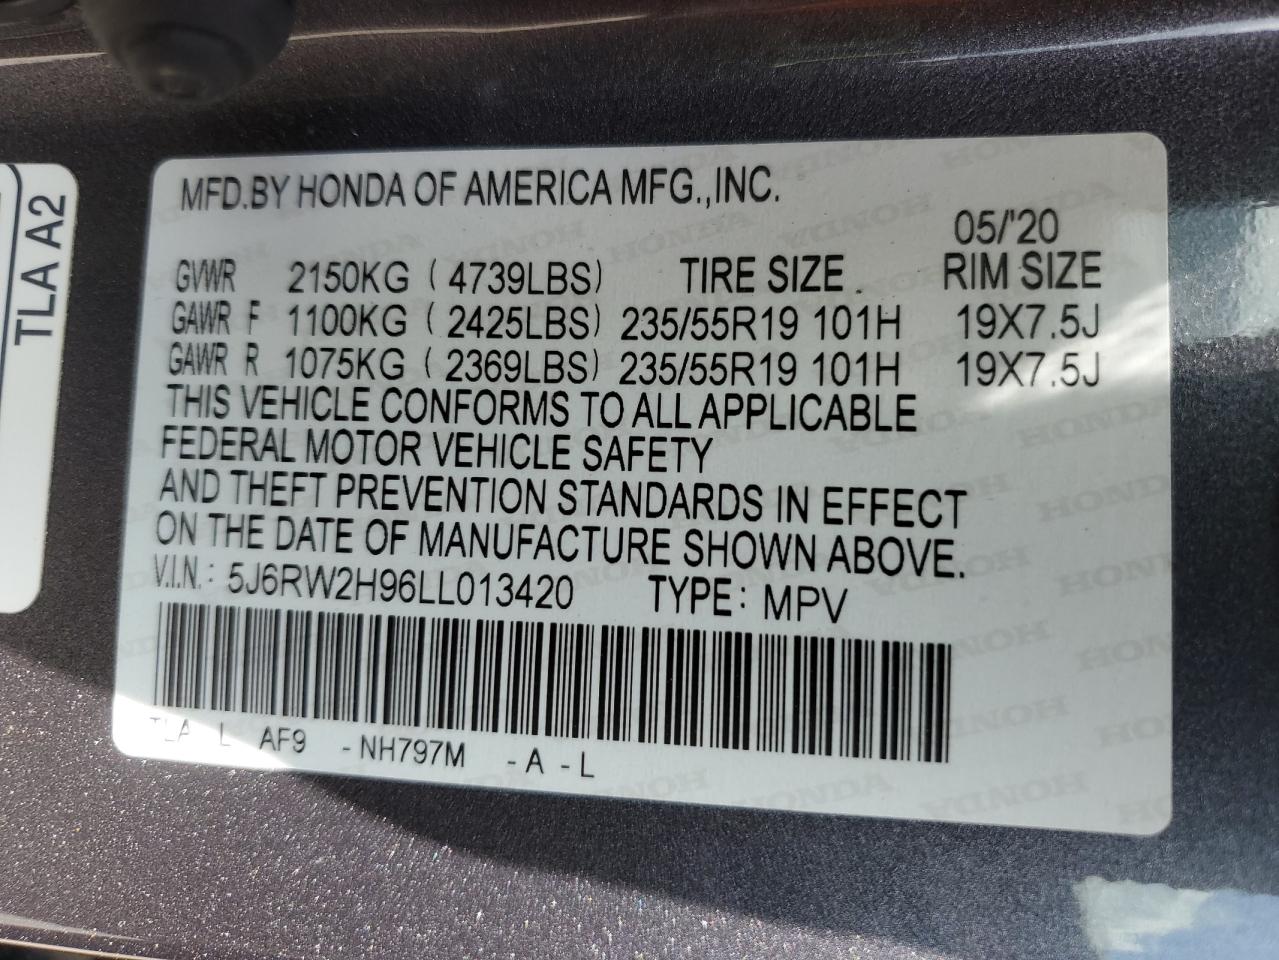 MFD.BY HONDA OF AMERICA MFG.,INC.
05/'20
GVWR 2150KG ( 4739LBS) TIRE SIZE . RIM SIZE
GAWR F 1100KG ( 2425LBS) 235/55R19 101H 19X7.5J
GAWR R 1075KG ( 2369LBS) 235/55R19 101H 19X7.5J
THIS VEHICLE CONFORMS TO ALL APPLICABLE
FEDERAL MOTOR VEHICLE SAFETY
AND THEFT PREVENTION STANDARDS IN EFFECT
ON THE DATE OF MANUFACTURE SHOWN ABOVE.
V.I.N.: 5J6RW2H96LL013420 TYPE: MPV
TLA L AF9 -NH797M -A -L
TLA A2